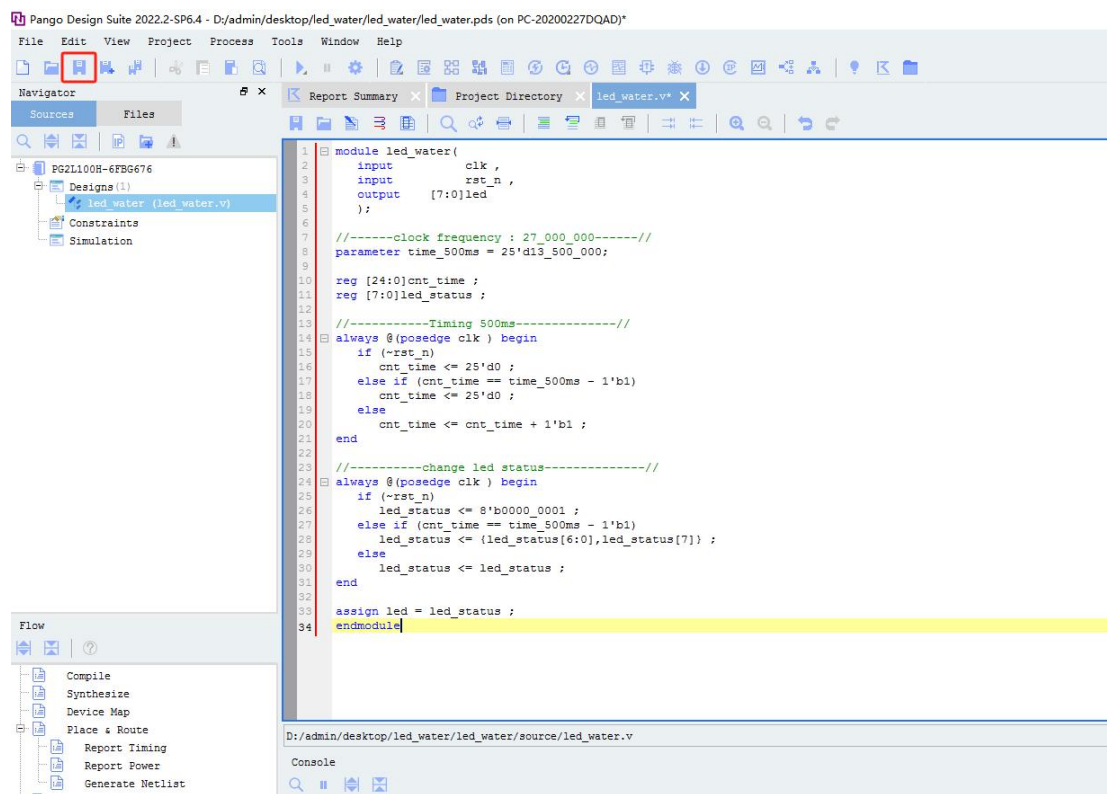 Pango Design Suite 2022.2-SP6.4 - D:/admin/desktop/led_water/led_water/led_water.pds (on PC-20200227DQAD)*
File Edit View Project Process Tools Window Help
Navigator
Report Summary Project Directory led_water.v*
Sources Files
PG2L100H-6FBG676
Designs(1)
led_water (led_water.v)
Constraints
Simulation
1 module led_water(
2 input clk ,
3 input rst_n ,
4 output [7:0]led
5 );
6
7 //------clock frequency : 27_000_000------//
8 parameter time_500ms = 25'd13_500_000;
9
10 reg [24:0]cnt_time ;
11 reg [7:0]led_status ;
12
13 //-----------Timing 500ms--------------//
14 always @(posedge clk ) begin
15 if (~rst_n)
16 cnt_time <= 25'd0 ;
17 else if (cnt_time == time_500ms - 1'b1)
18 cnt_time <= 25'd0 ;
19 else
20 cnt_time <= cnt_time + 1'b1 ;
21 end
22
23 //----------change led status--------------//
24 always @(posedge clk ) begin
25 if (~rst_n)
26 led_status <= 8'b0000_0001 ;
27 else if (cnt_time == time_500ms - 1'b1)
28 led_status <= {led_status[6:0],led_status[7]} ;
29 else
30 led_status <= led_status ;
31 end
32
33 assign led = led_status ;
34 endmodule
Flow
Compile
Synthesize
Device Map
Place & Route
Report Timing
Report Power
Generate Netlist
D:/admin/desktop/led_water/led_water/source/led_water.v
Console